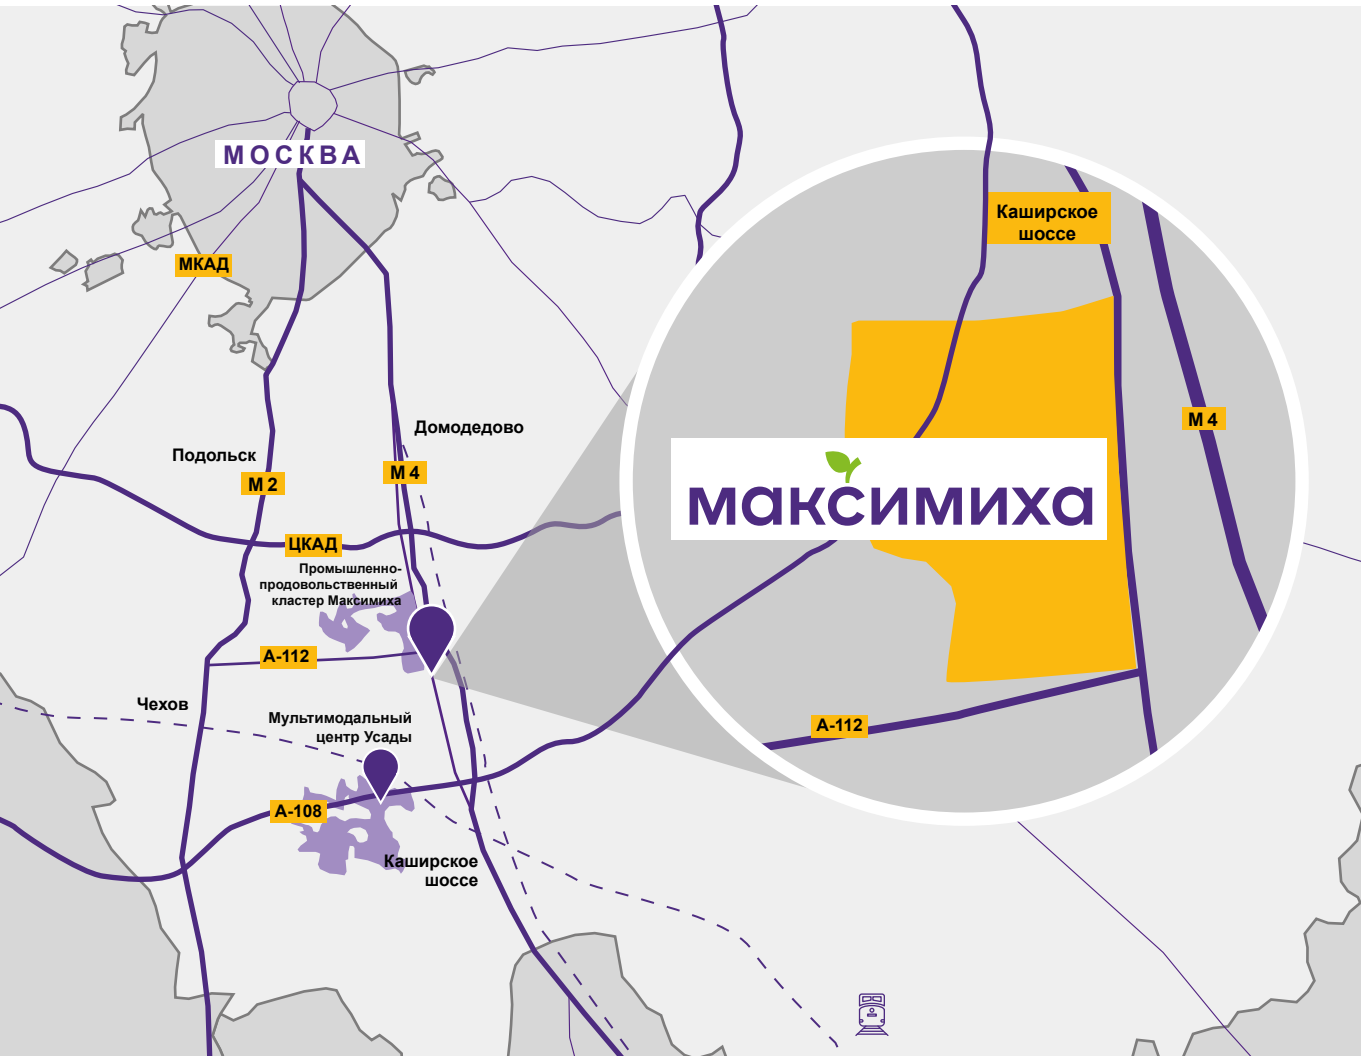 МОСКВА
Каширское
шоссе
МКАД
М 4
Домодедово
Подольск
М 4
М 2
максимиха
ЦКАД
Промышленно-
продовольственный
кластер Максимиха
А-112
Чехов
Мультимодальный
центр Усады
А-112
А-108
Каширское
шоссе